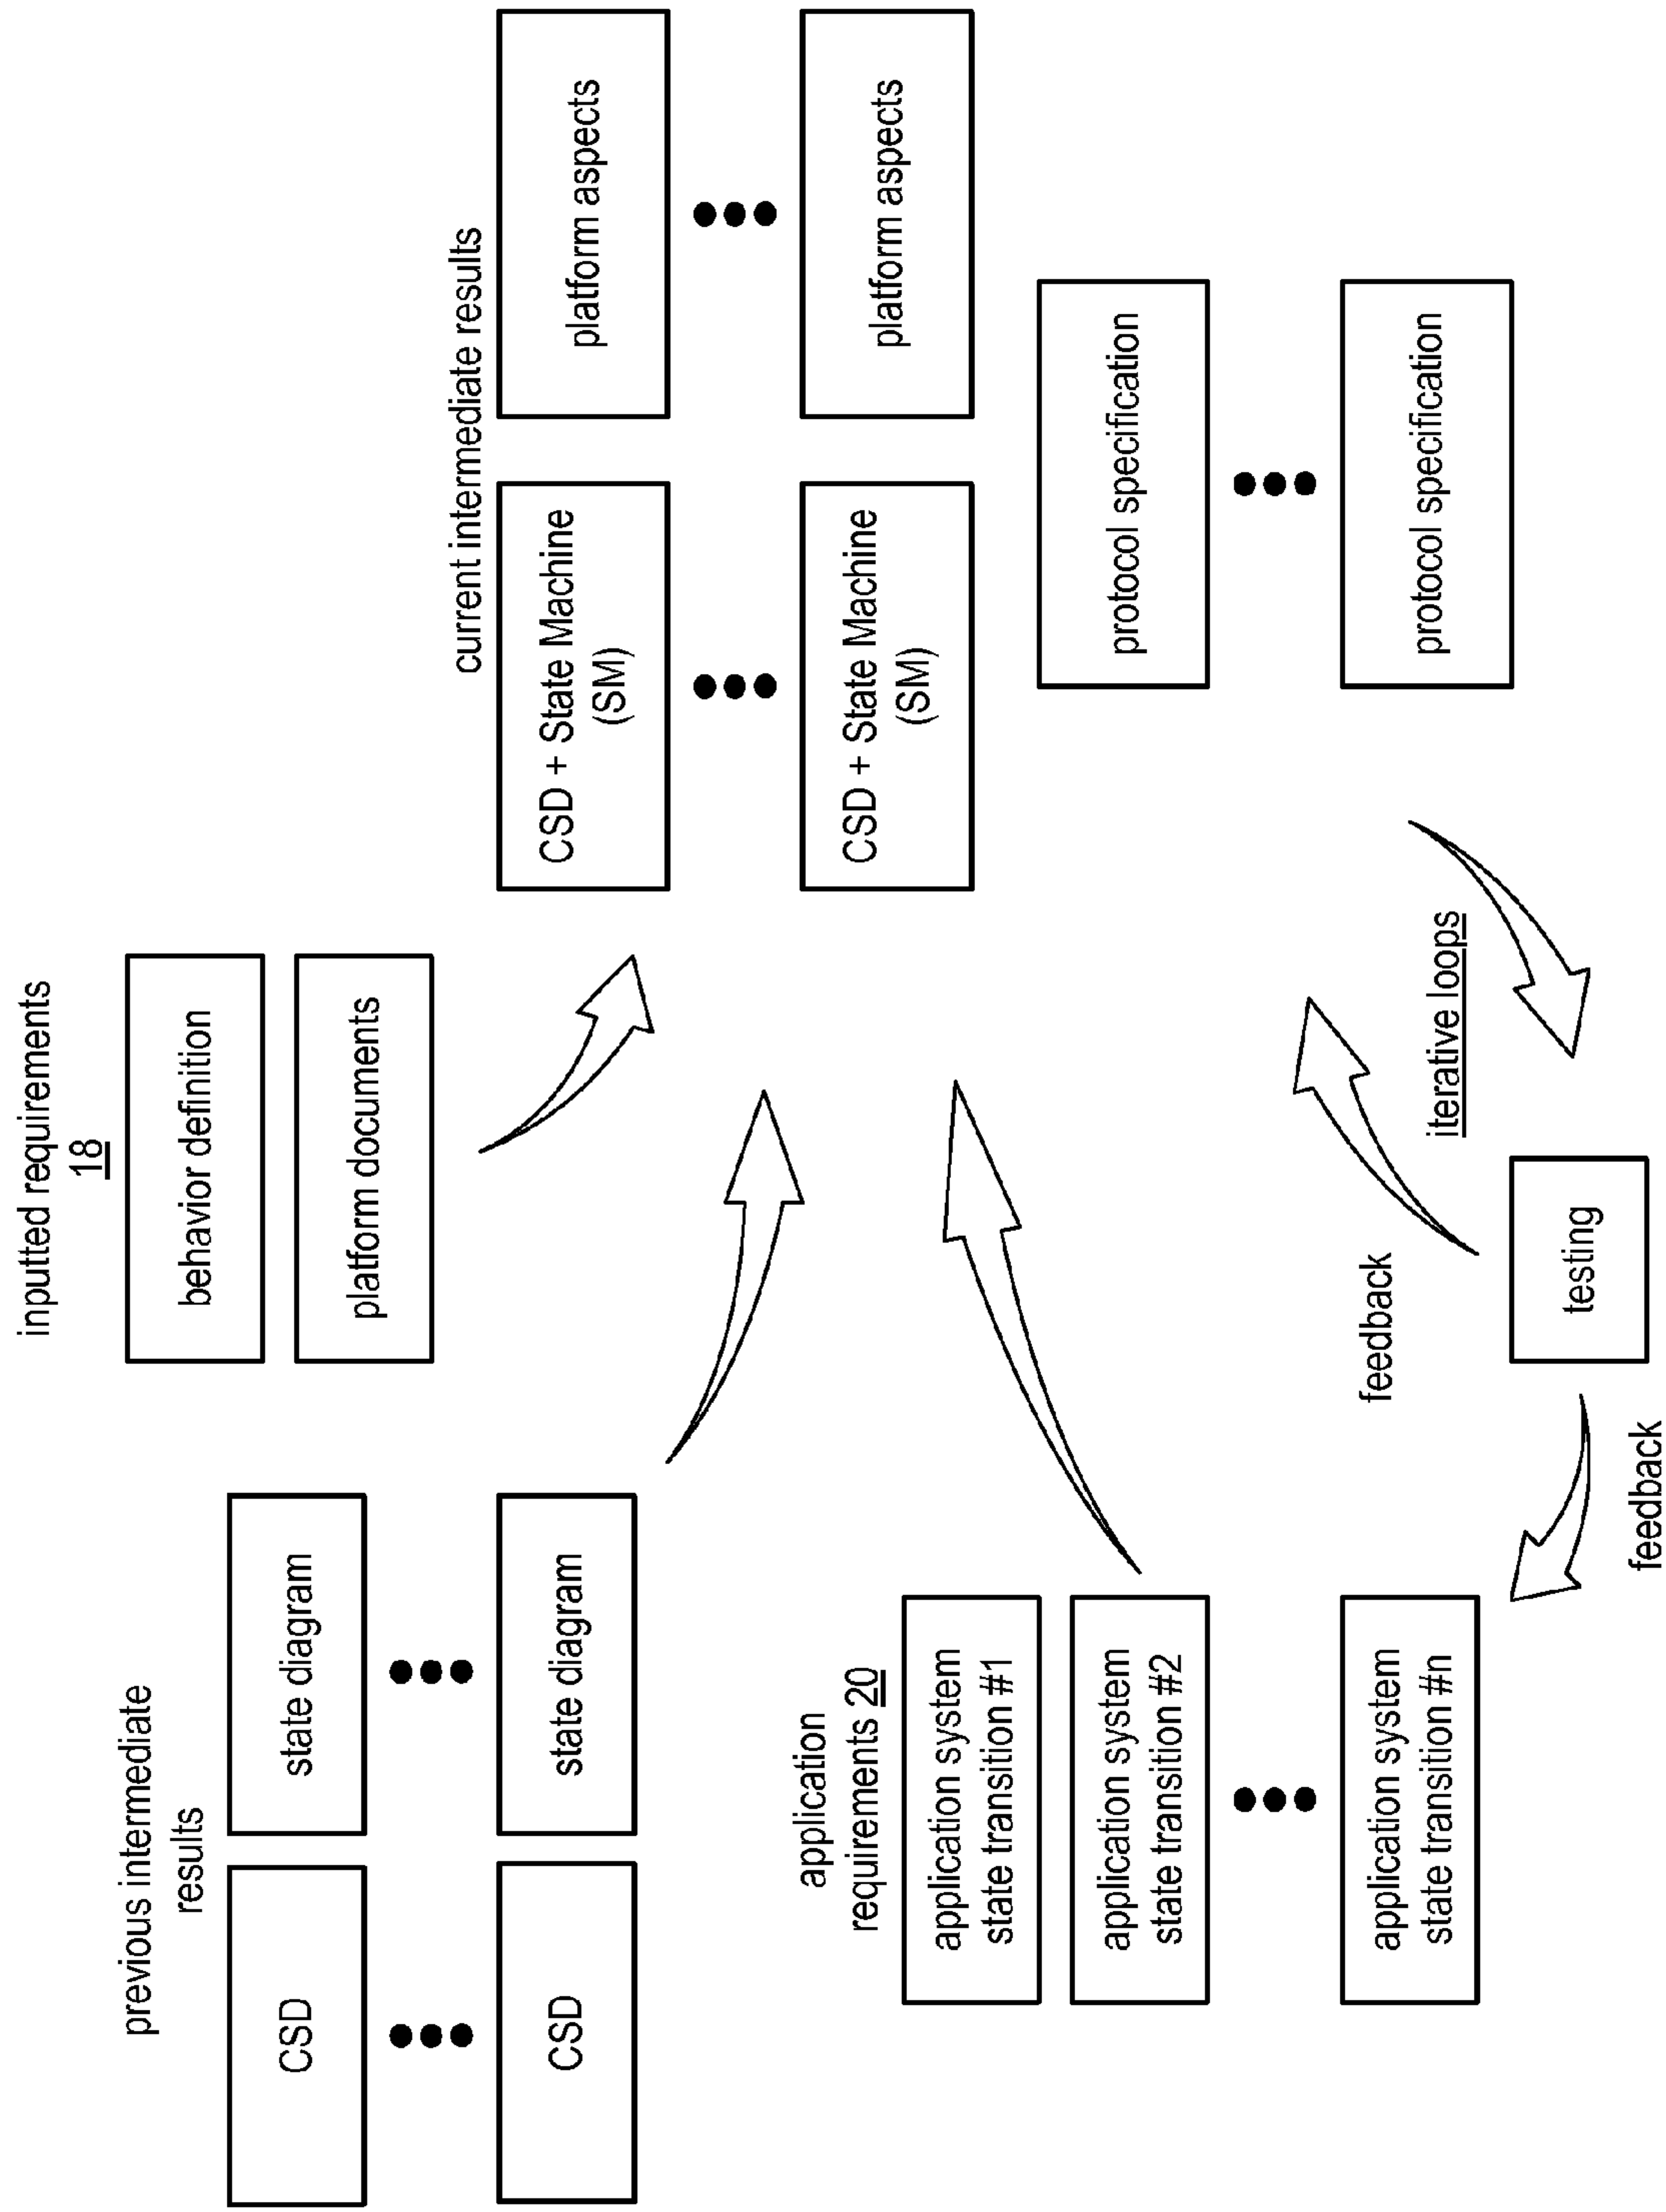 inputted requirements
18
behavior definition
platform documents
previous intermediate
results
CSD
state diagram
CSD
state diagram
current intermediate results
CSD + State Machine
(SM)
platform aspects
CSD + State Machine
(SM)
platform aspects
application
requirements 20
application system
state transition #1
application system
state transition #2
application system
state transition #n
protocol specification
protocol specification
feedback
iterative loops
testing
feedback